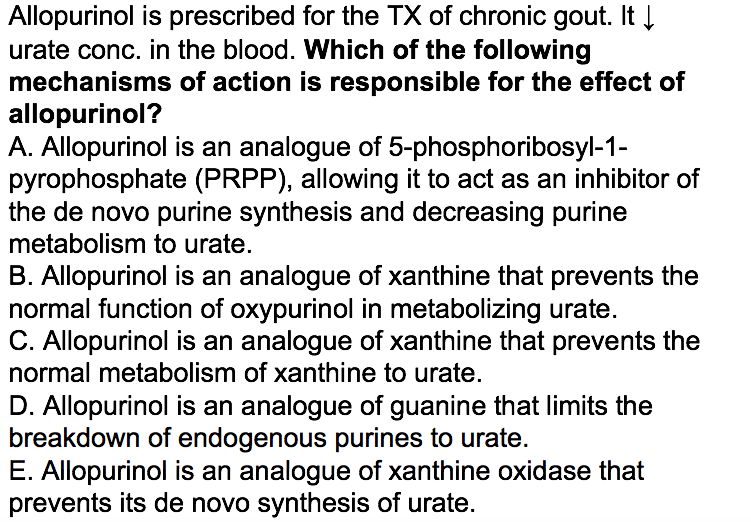 Allopurinol is prescribed for the TX of chronic gout. It ↓
urate conc. in the blood. Which of the following
mechanisms of action is responsible for the effect of
allopurinol?
A. Allopurinol is an analogue of 5-phosphoribosyl-1-
pyrophosphate (PRPP), allowing it to act as an inhibitor of
the de novo purine synthesis and decreasing purine
metabolism to urate.
B. Allopurinol is an analogue of xanthine that prevents the
normal function of oxypurinol in metabolizing urate.
C. Allopurinol is an analogue of xanthine that prevents the
normal metabolism of xanthine to urate.
D. Allopurinol is an analogue of guanine that limits the
breakdown of endogenous purines to urate.
E. Allopurinol is an analogue of xanthine oxidase that
prevents its de novo synthesis of urate.